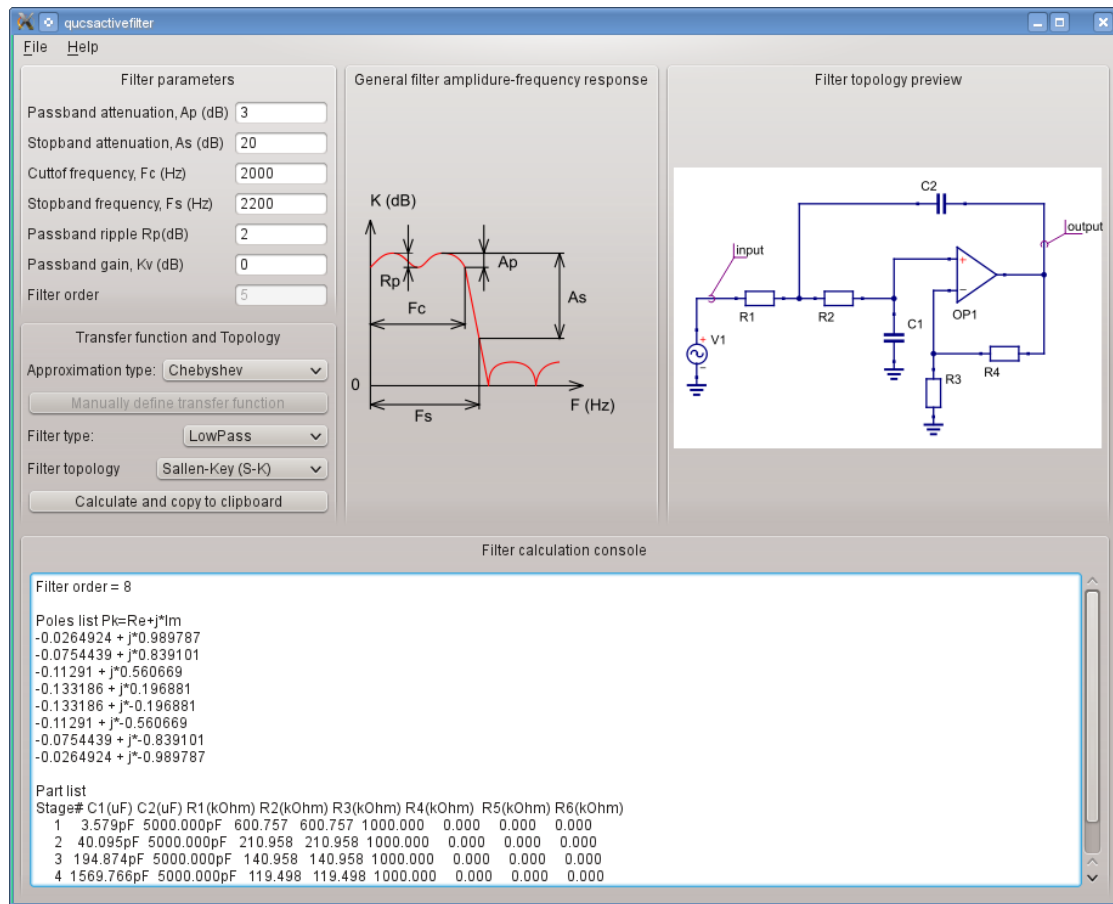 qucsactivefilter
File Help
Filter parameters
Passband attenuation, Ap (dB) 3
Stopband attenuation, As (dB) 20
Cuttof frequency, Fc (Hz) 2000
Stopband frequency, Fs (Hz) 2200
Passband ripple Rp(dB) 2
Passband gain, Kv (dB) 0
Filter order 5
Transfer function and Topology
Approximation type: Chebyshev
Manually define transfer function
Filter type: LowPass
Filter topology Sallen-Key (S-K)
Calculate and copy to clipboard
General filter amplidure-frequency response
K (dB)
Rp
Ap
Fc
As
0
F (Hz)
Fs
Filter topology preview
C2
input
output
R1
R2
C1
OP1
V1
R4
R3
Filter calculation console
Filter order = 8
Poles list Pk=Re+j*Im
-0.0264924 + j*0.989787
-0.0754439 + j*0.839101
-0.11291 + j*0.560669
-0.133186 + j*0.196881
-0.133186 + j*-0.196881
-0.11291 + j*-0.560669
-0.0754439 + j*-0.839101
-0.0264924 + j*-0.989787
Part list
Stage# C1(uF) C2(uF) R1(kOhm) R2(kOhm) R3(kOhm) R4(kOhm) R5(kOhm) R6(kOhm)
1 3.579pF 5000.000pF 600.757 600.757 1000.000 0.000 0.000 0.000
2 40.095pF 5000.000pF 210.958 210.958 1000.000 0.000 0.000 0.000
3 194.874pF 5000.000pF 140.958 140.958 1000.000 0.000 0.000 0.000
4 1569.766pF 5000.000pF 119.498 119.498 1000.000 0.000 0.000 0.000
+
−
+
−